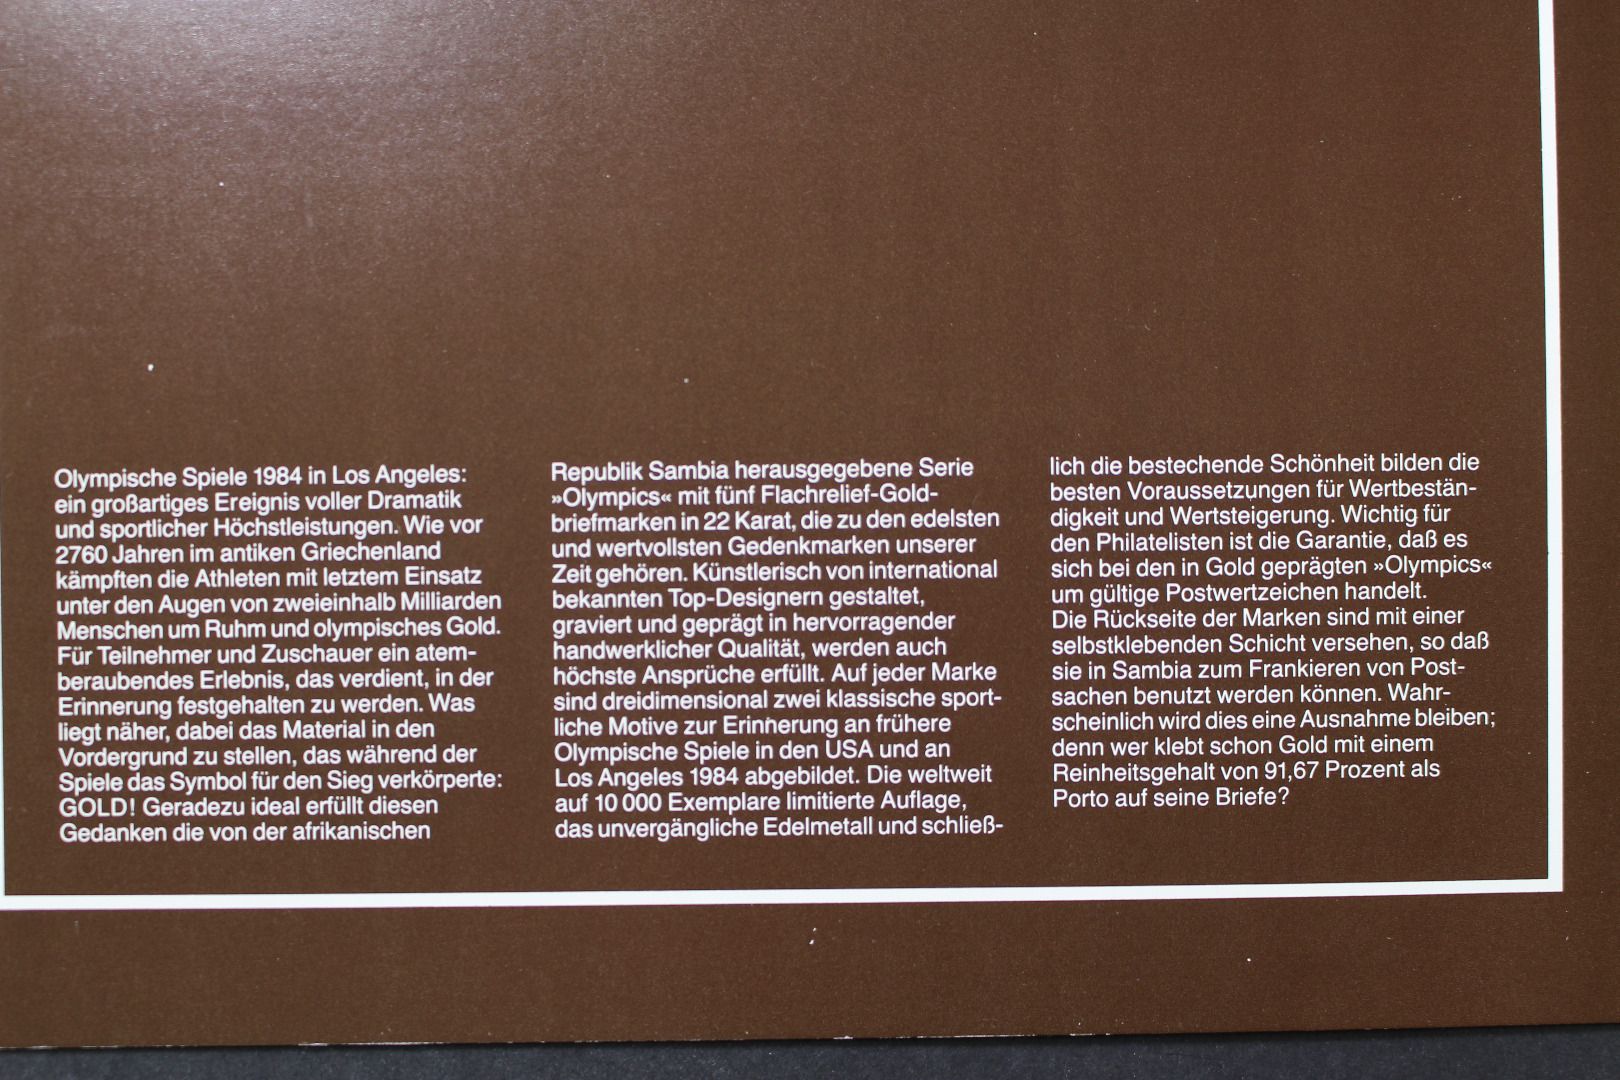 Olympische Spiele 1984 in Los Angeles:
ein großartiges Ereignis voller Dramatik
und sportlicher Höchstleistungen. Wie vor
2760 Jahren im antiken Griechenland
kämpften die Athleten mit letztem Einsatz
unter den Augen von zweieinhalb Milliarden
Menschen um Ruhm und olympisches Gold.
Für Teilnehmer und Zuschauer ein atem-
beraubendes Erlebnis, das verdient, in der
Erinnerung festgehalten zu werden. Was
liegt näher, dabei das Material in den
Vordergrund zu stellen, das während der
Spiele das Symbol für den Sieg verkörperte:
GOLD! Geradezu ideal erfüllt diesen
Gedanken die von der afrikanischen
Republik Sambia herausgegebene Serie
»Olympics« mit fünf Flachrelief-Gold-
briefmarken in 22 Karat, die zu den edelsten
und wertvollsten Gedenkmarken unserer
Zeit gehören. Künstlerisch von international
bekannten Top-Designern gestaltet,
graviert und geprägt in hervorragender
handwerklicher Qualität, werden auch
höchste Ansprüche erfüllt. Auf jeder Marke
sind dreidimensional zwei klassische sport-
liche Motive zur Erinnerung an frühere
Olympische Spiele in den USA und an
Los Angeles 1984 abgebildet. Die weltweit
auf 10 000 Exemplare limitierte Auflage,
das unvergängliche Edelmetall und schließ-
lich die bestechende Schönheit bilden die
besten Voraussetzungen für Wertbestän-
digkeit und Wertsteigerung. Wichtig für
den Philatelisten ist die Garantie, daß es
sich bei den in Gold geprägten »Olympics«
um gültige Postwertzeichen handelt.
Die Rückseite der Marken sind mit einer
selbstklebenden Schicht versehen, so daß
sie in Sambia zum Frankieren von Post-
sachen benutzt werden können. Wahr-
scheinlich wird dies eine Ausnahme bleiben;
denn wer klebt schon Gold mit einem
Reinheitsgehalt von 91,67 Prozent als
Porto auf seine Briefe?